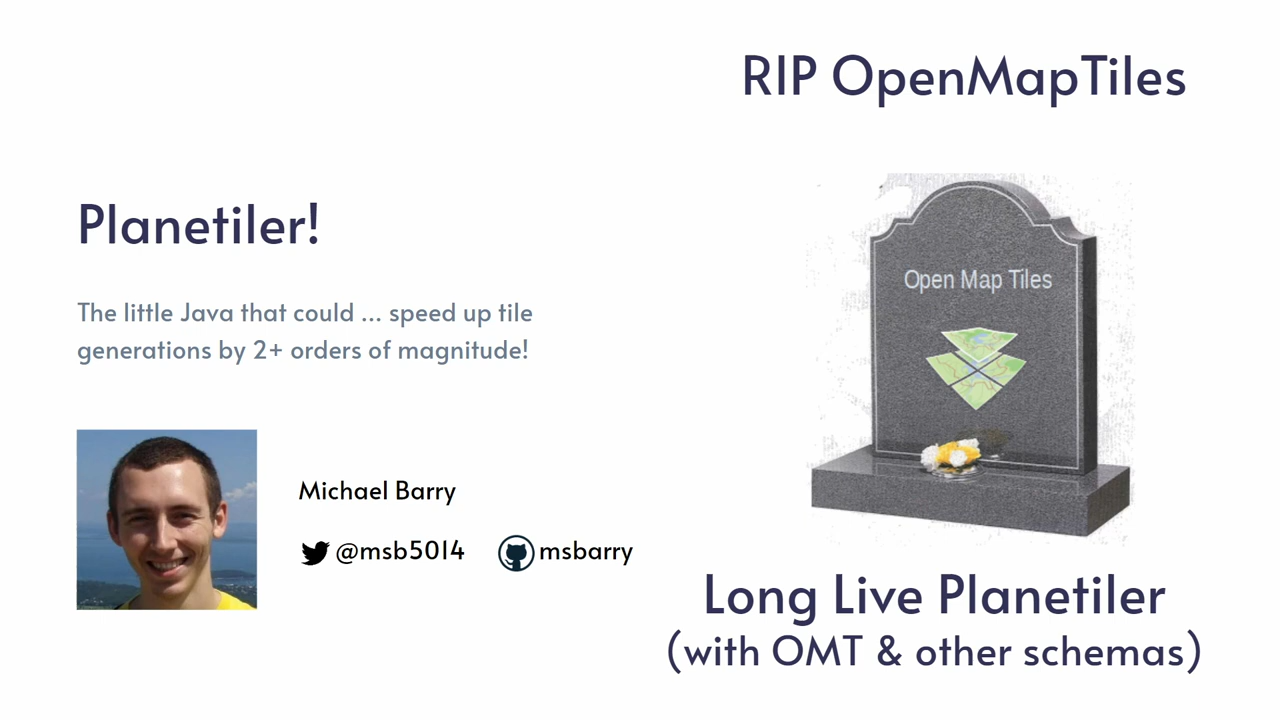 RIP OpenMapTiles
Planetiler!
The little Java that could ... speed up tile
generations by 2+ orders of magnitude!
Michael Barry
@msb5014 msbarry
Open Map Tiles
Long Live Planetiler
(with OMT & other schemas)